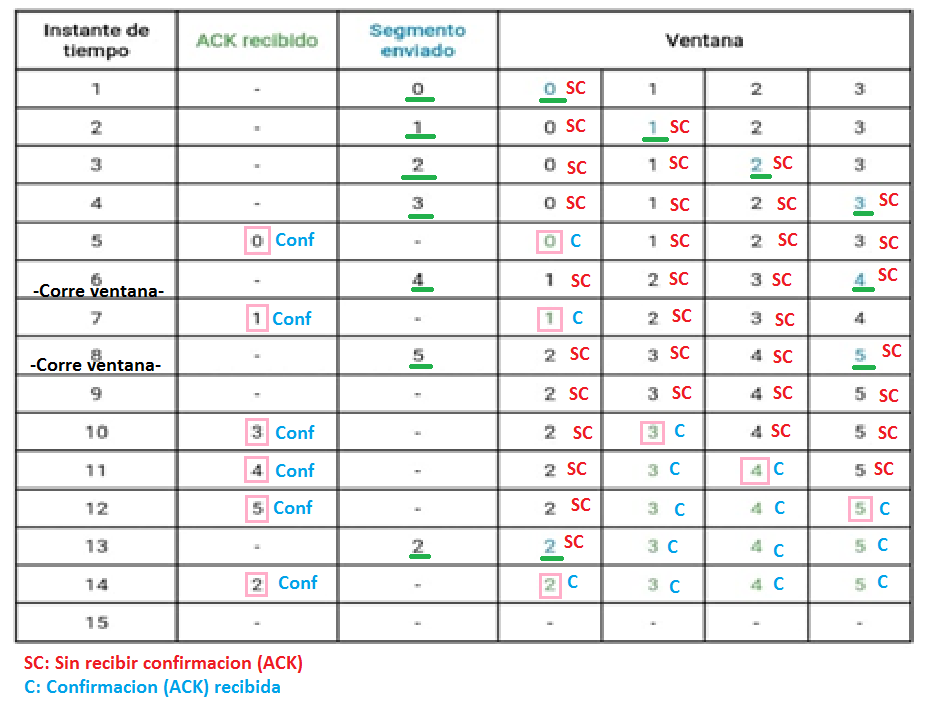 Instante de tiempo ACK recibido Segmento enviado Ventana
1 - 0 0 SC 1 2 3
2 - 1 0 SC 1 SC 2 3
3 - 2 0 SC 1 SC 2 SC 3
4 - 3 0 SC 1 SC 2 SC 3 SC
5 0 Conf - 0 C 1 SC 2 SC 3 SC
6 - 4 1 SC 2 SC 3 SC 4 SC
-Corre ventana-
7 1 Conf - 1 C 2 SC 3 SC 4
8 - 5 2 SC 3 SC 4 SC 5 SC
-Corre ventana-
9 - - 2 SC 3 SC 4 SC 5 SC
10 3 Conf - 2 SC 3 C 4 SC 5 SC
11 4 Conf - 2 SC 3 C 4 C 5 SC
12 5 Conf - 2 SC 3 C 4 C 5 C
13 - 2 2 SC 3 C 4 C 5 C
14 2 Conf - 2 C 3 C 4 C 5 C
15 - - - - - -
SC: Sin recibir confirmacion (ACK)
C: Confirmacion (ACK) recibida